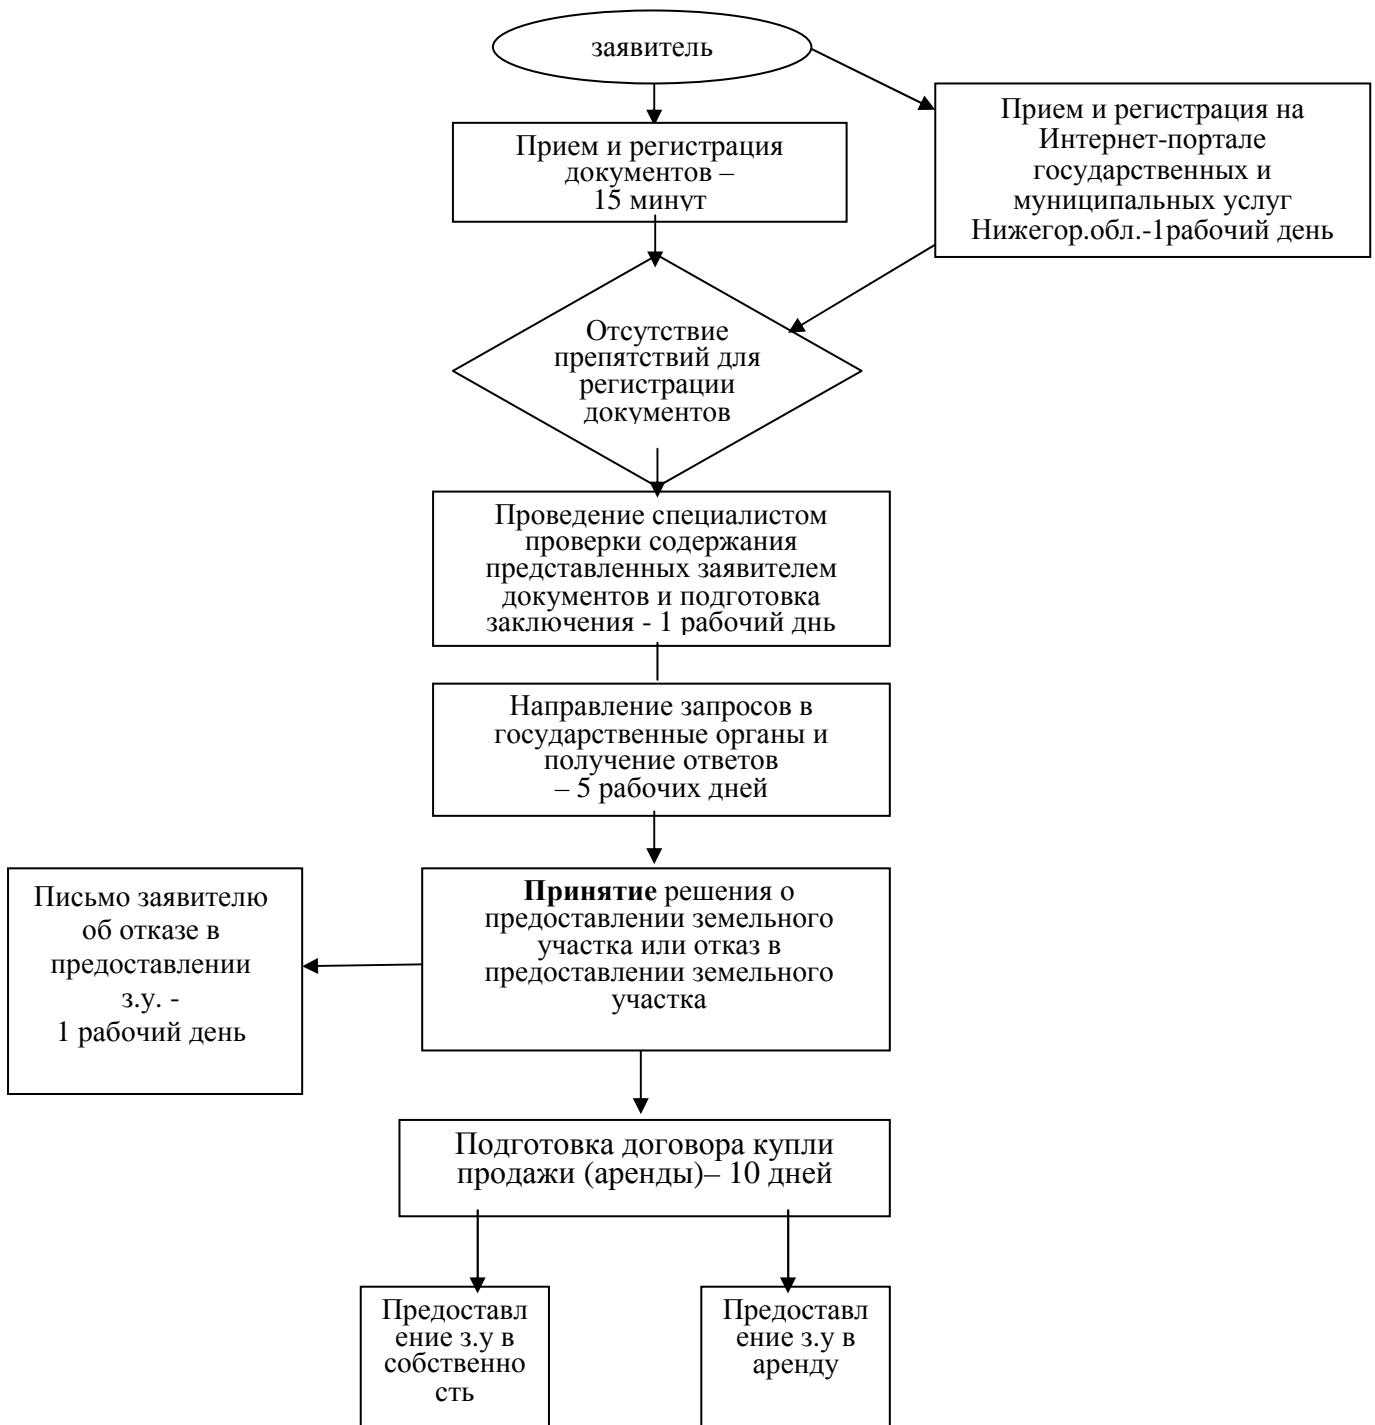 заявитель
Прием и регистрация
документов –
15 минут
Прием и регистрация на
Интернет-портале
государственных и
муниципальных услуг
Нижегор.обл.-1рабочий день
Отсутствие
препятствий для
регистрации
документов
Проведение специалистом
проверки содержания
представленных заявителем
документов и подготовка
заключения - 1 рабочий днь
Направление запросов в
государственные органы и
получение ответов
– 5 рабочих дней
Письмо заявителю
об отказе в
предоставлении
з.у. -
1 рабочий день
Принятие решения о
предоставлении земельного
участка или отказ в
предоставлении земельного
участка
Подготовка договора купли
продажи (аренды)– 10 дней
Предоставл
ение з.у в
собственно
сть
Предоставл
ение з.у в
аренду